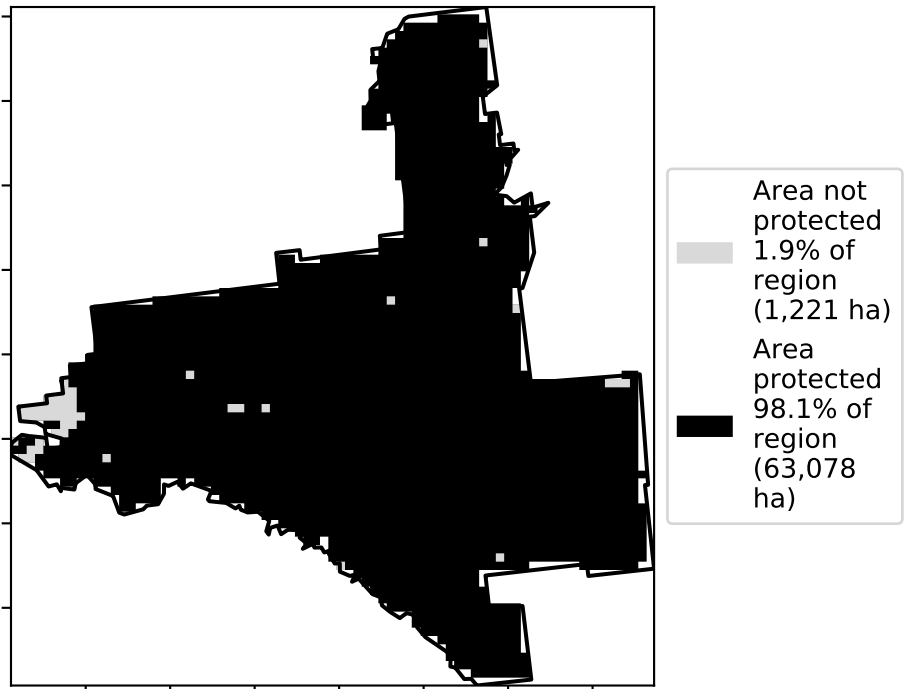 Area not
protected
1.9% of
region
(1,221 ha)
Area
protected
98.1% of
region
(63,078
ha)